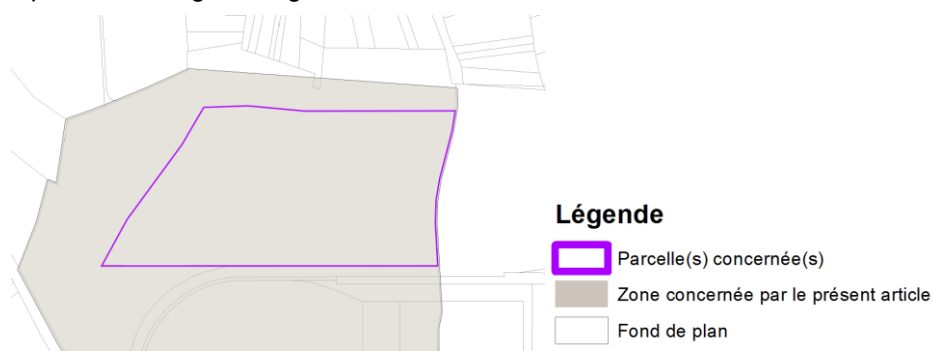 Légende
Parcelle(s) concernée(s)
Zone concernée par le présent article
Fond de plan